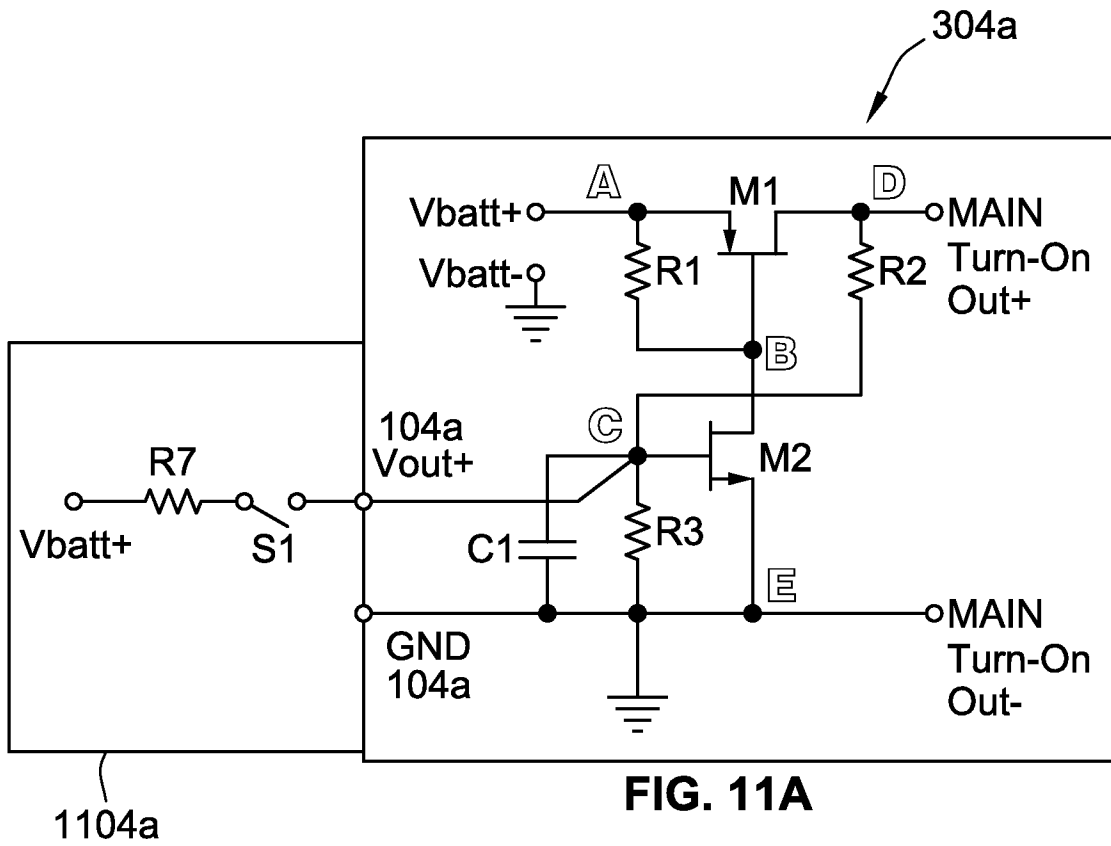 304a
A
M1
D
Vbatt+
MAIN
Turn-On
Out+
R1
R2
Vbatt-
B
104a
Vout+
C
R7
M2
Vbatt+
S1
C1
R3
E
MAIN
Turn-On
Out-
GND
104a
FIG. 11A
1104a